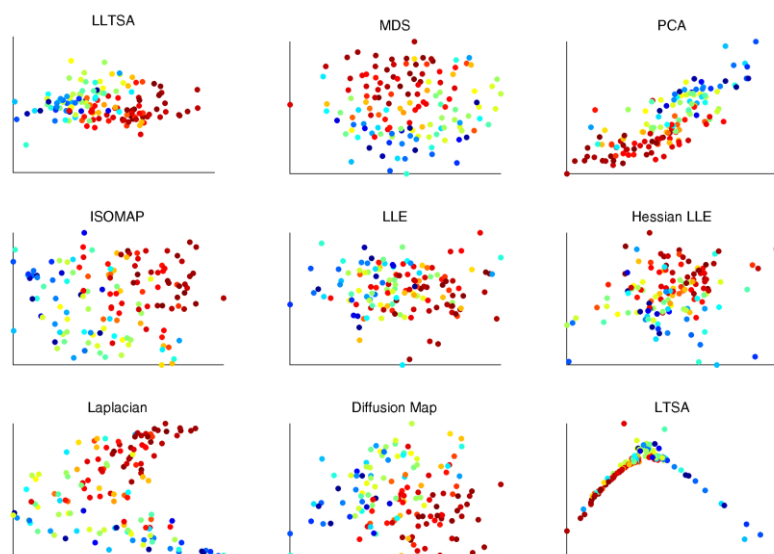 LLTSA
MDS
PCA
ISOMAP
LLE
Hessian LLE
Laplacian
Diffusion Map
LTSA